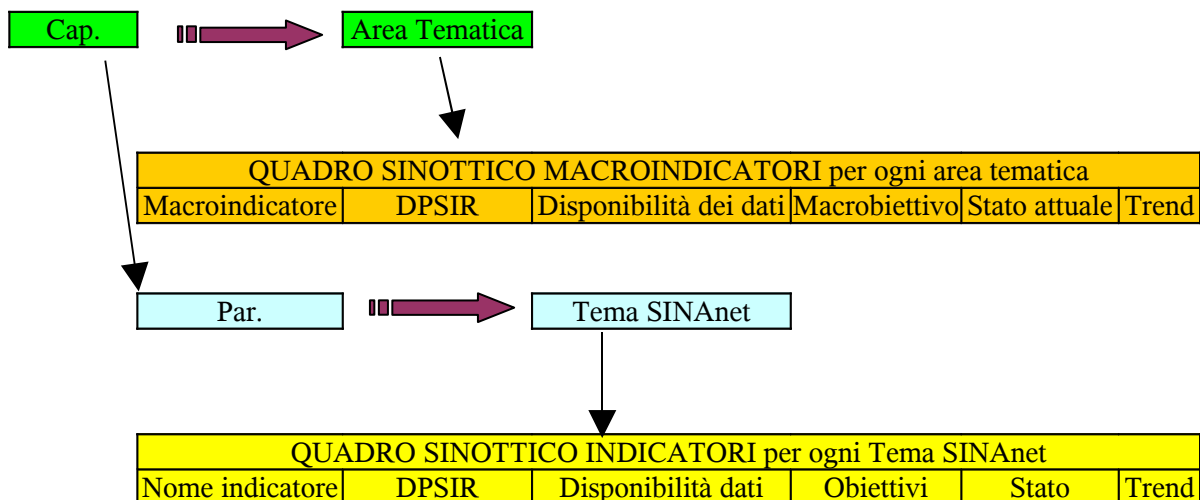 Cap. Area Tematica
QUADRO SINOTTICO MACROINDICATORI per ogni area tematica
Macroindicatore DPSIR Disponibilità dei dati Macrobiettivo Stato attuale Trend
Par. Tema SINAnet
QUADRO SINOTTICO INDICATORI per ogni Tema SINAnet
Nome indicatore DPSIR Disponibilità dati Obiettivi Stato Trend